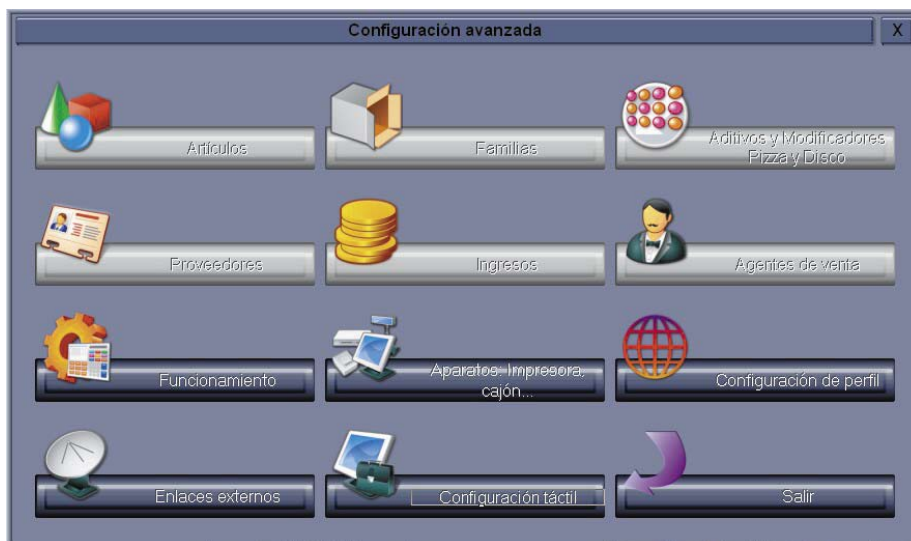 Configuración avanzada
X
Artículos
Familias
Aditivos y Modificadores
Pizza y Disco
Proveedores
Ingresos
Agentes de venta
Funcionamiento
Aparatos: Impresora,
cajón...
Configuración de perfil
Enlaces externos
Configuración táctil
Salir